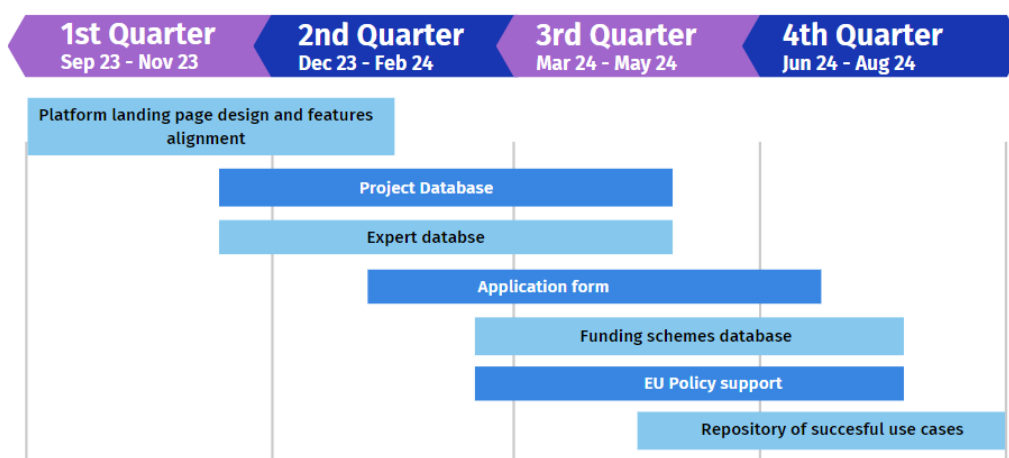 1st Quarter
Sep 23 - Nov 23
2nd Quarter
Dec 23 - Feb 24
3rd Quarter
Mar 24 - May 24
4th Quarter
Jun 24 - Aug 24
Platform landing page design and features
alignment
Project Database
Expert databse
Application form
Funding schemes database
EU Policy support
Repository of succesful use cases